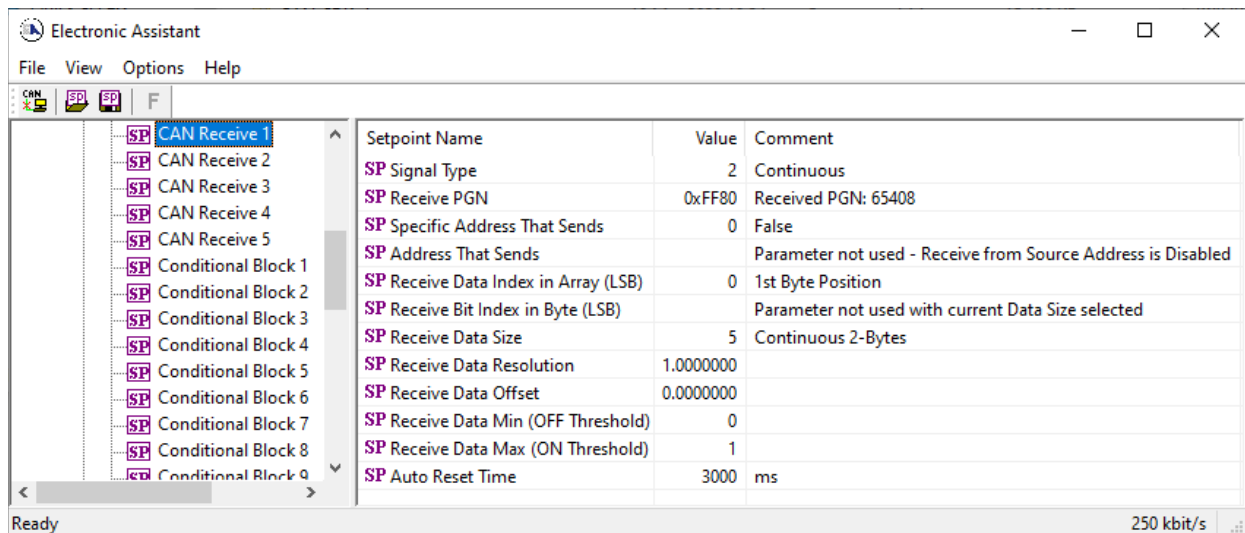 Electronic Assistant
File View Options Help
CAN SP SP F
SP CAN Receive 1
SP CAN Receive 2
SP CAN Receive 3
SP CAN Receive 4
SP CAN Receive 5
SP Conditional Block 1
SP Conditional Block 2
SP Conditional Block 3
SP Conditional Block 4
SP Conditional Block 5
SP Conditional Block 6
SP Conditional Block 7
SP Conditional Block 8
SP Conditional Block 9
Setpoint Name Value Comment
SP Signal Type 2 Continuous
SP Receive PGN 0xFF80 Received PGN: 65408
SP Specific Address That Sends 0 False
SP Address That Sends Parameter not used - Receive from Source Address is Disabled
SP Receive Data Index in Array (LSB) 0 1st Byte Position
SP Receive Bit Index in Byte (LSB) Parameter not used with current Data Size selected
SP Receive Data Size 5 Continuous 2-Bytes
SP Receive Data Resolution 1.0000000
SP Receive Data Offset 0.0000000
SP Receive Data Min (OFF Threshold) 0
SP Receive Data Max (ON Threshold) 1
SP Auto Reset Time 3000 ms
Ready 250 kbit/s